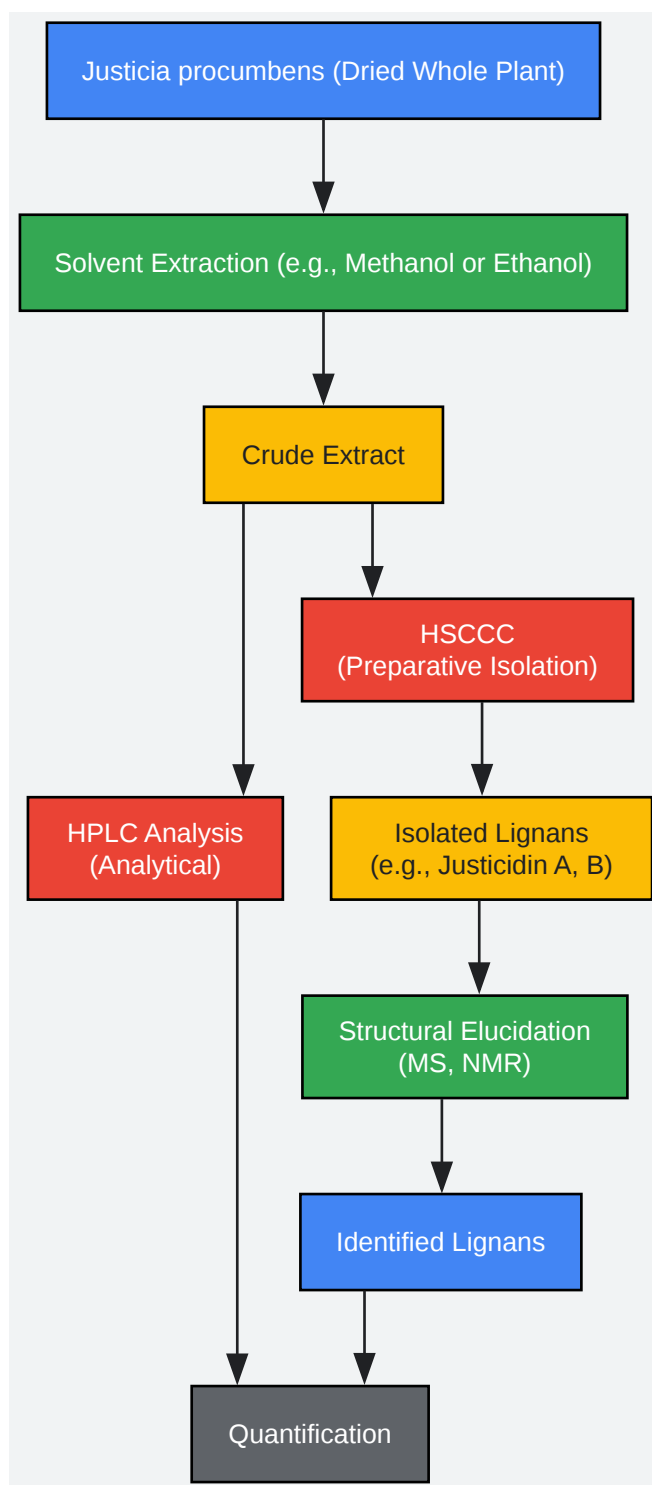 Justicia procumbens (Dried Whole Plant)
Solvent Extraction (e.g., Methanol or Ethanol)
Crude Extract
HSCCC
(Preparative Isolation)
HPLC Analysis
(Analytical)
Isolated Lignans
(e.g., Justicidin A, B)
Structural Elucidation
(MS, NMR)
Identified Lignans
Quantification